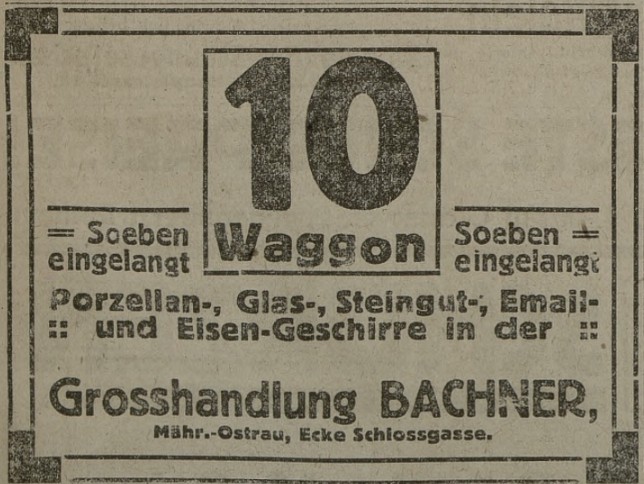 10
Waggon
= Soeben eingelangt
Soeben = eingelangt
Porzellan-, Glas-, Steingut-, Email-
:: und Eisen-Geschirre in der ::
Grosshandlung BACHNER,
Mähr.-Ostrau, Ecke Schlossgasse.